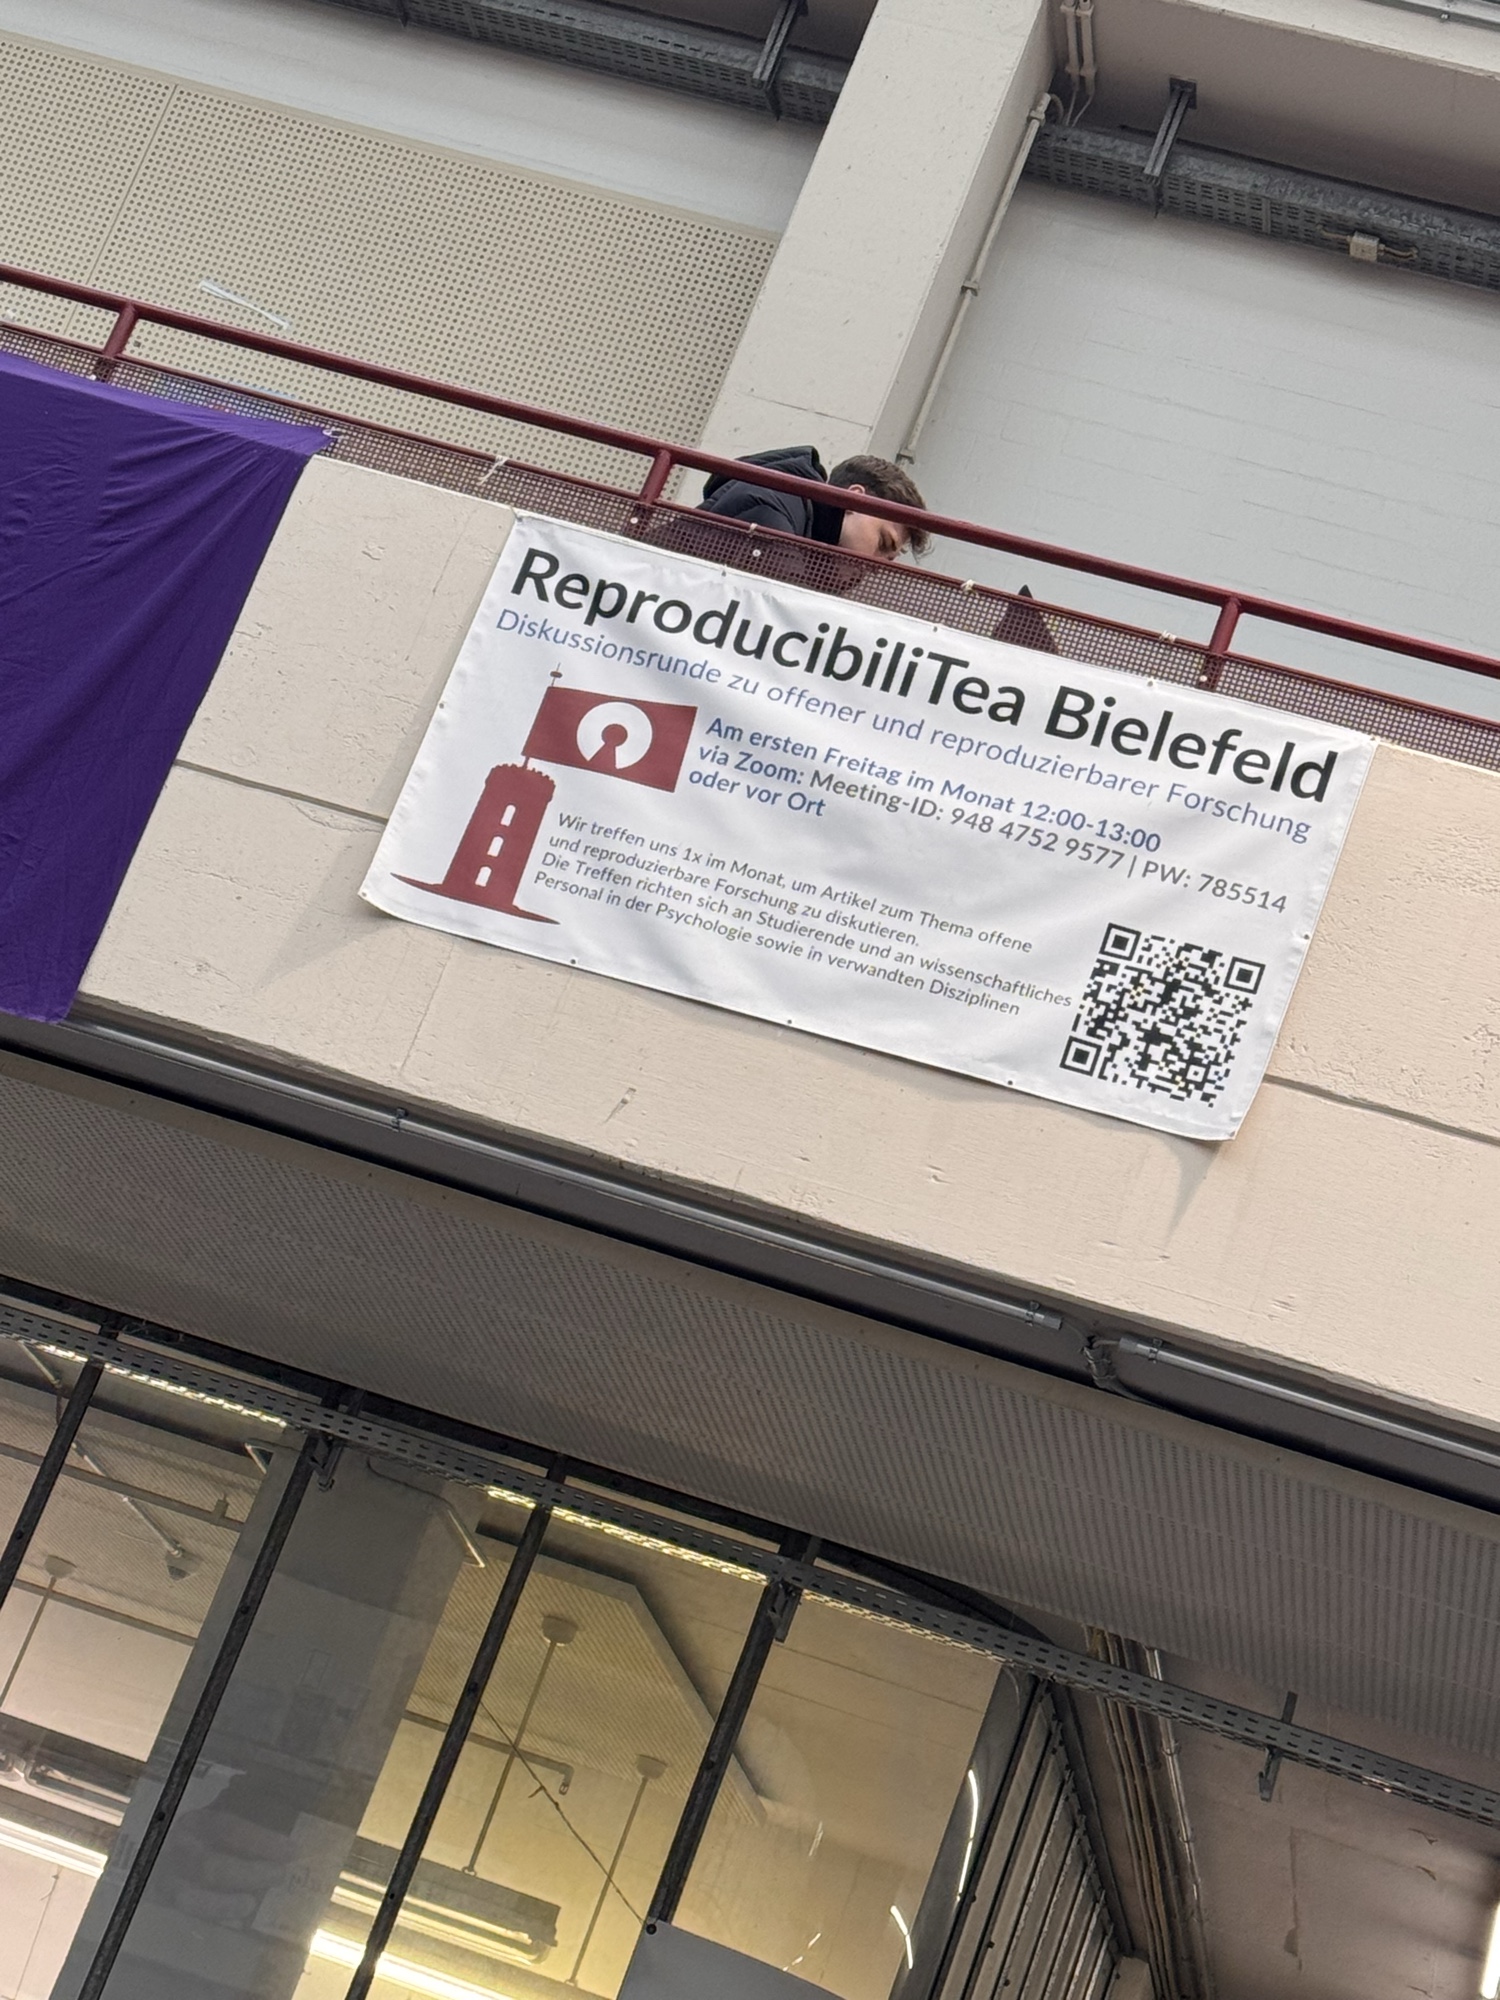 ReproducibiliTea Bielefeld
Diskussionsrunde zu offener und reproduzierbarer Forschung
Am ersten Freitag im Monat 12:00-13:00
via Zoom: Meeting-ID: 948 4752 9577 | PW: 785514
oder vor Ort
Wir treffen uns 1x im Monat, um Artikel zum Thema offene
und reproduzierbare Forschung zu diskutieren.
Die Treffen richten sich an Studierende und an wissenschaftliches
Personal in der Psychologie sowie in verwandten Disziplinen